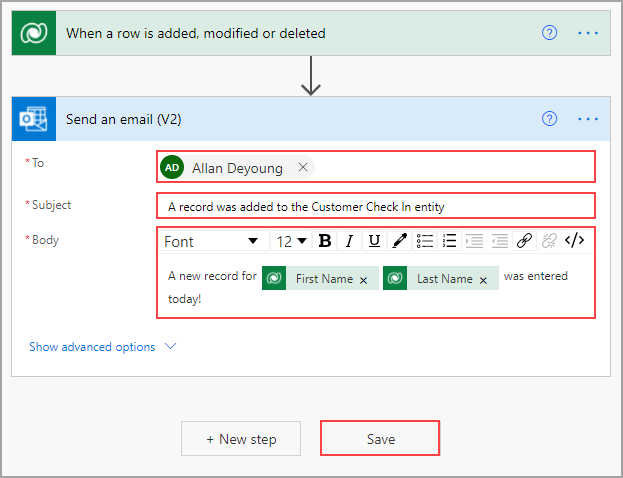 When a row is added, modified or deleted
Send an email (V2)
* To
AD Allan Deyoung ×
* Subject
A record was added to the Customer Check In entity
* Body
Font 12 B I U </>
A new record for First Name × Last Name × was entered
today!
Show advanced options
+ New step
Save